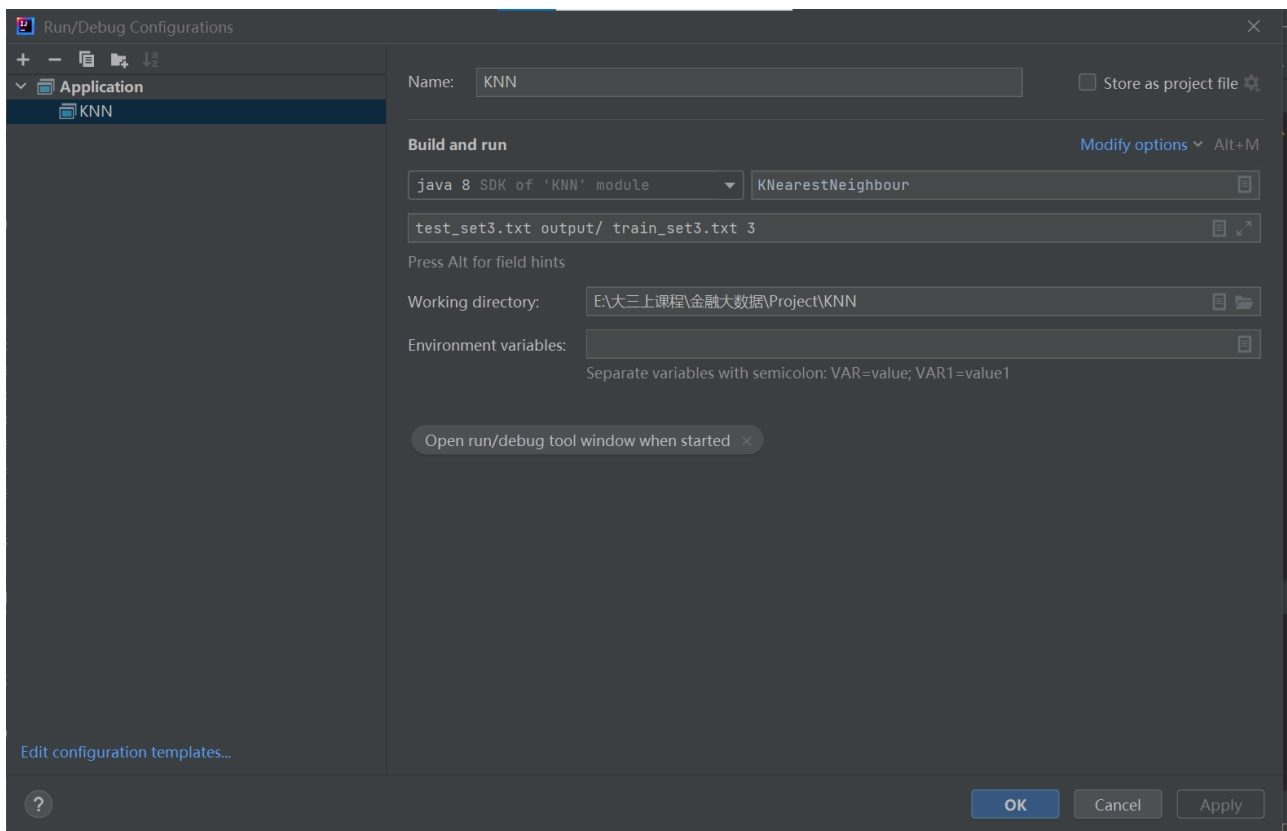 Run/Debug Configurations
Application
KNN
Name: KNN Store as project file
Build and run Modify options Alt+M
java 8 SDK of 'KNN' module KNearestNeighbour
test_set3.txt output/ train_set3.txt 3
Press Alt for field hints
Working directory: E:\大三上课程\金融大数据\Project\KNN
Environment variables:
Separate variables with semicolon: VAR=value; VAR1=value1
Open run/debug tool window when started
Edit configuration templates...
? OK Cancel Apply